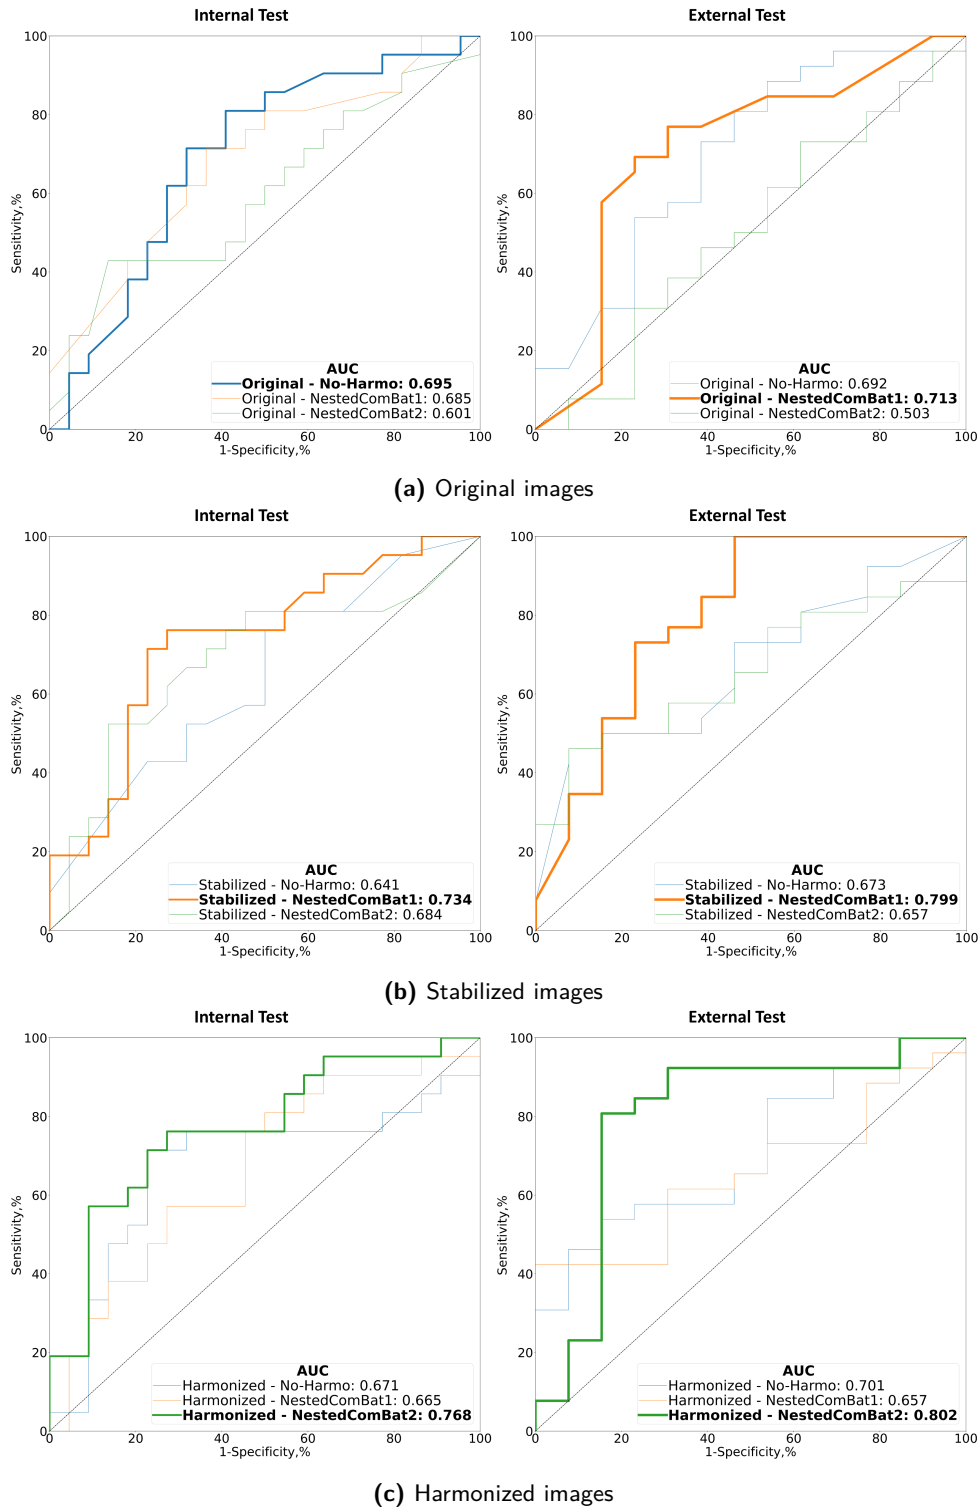 Internal Test
Sensitivity,%
100
80
60
40
20
0
AUC
Original - No-Harmo: 0.695
Original - NestedComBat1: 0.685
Original - NestedComBat2: 0.601
0 20 40 60 80 100
1-Specificity,%
External Test
Sensitivity,%
100
80
60
40
20
0
AUC
Original - No-Harmo: 0.692
Original - NestedComBat1: 0.713
Original - NestedComBat2: 0.503
0 20 40 60 80 100
1-Specificity,%
(a) Original images
Internal Test
Sensitivity,%
100
80
60
40
20
0
AUC
Stabilized - No-Harmo: 0.641
Stabilized - NestedComBat1: 0.734
Stabilized - NestedComBat2: 0.684
0 20 40 60 80 100
1-Specificity,%
External Test
Sensitivity,%
100
80
60
40
20
0
AUC
Stabilized - No-Harmo: 0.673
Stabilized - NestedComBat1: 0.799
Stabilized - NestedComBat2: 0.657
0 20 40 60 80 100
1-Specificity,%
(b) Stabilized images
Internal Test
Sensitivity,%
100
80
60
40
20
0
AUC
Harmonized - No-Harmo: 0.671
Harmonized - NestedComBat1: 0.665
Harmonized - NestedComBat2: 0.768
0 20 40 60 80 100
1-Specificity,%
External Test
Sensitivity,%
100
80
60
40
20
0
AUC
Harmonized - No-Harmo: 0.701
Harmonized - NestedComBat1: 0.657
Harmonized - NestedComBat2: 0.802
0 20 40 60 80 100
1-Specificity,%
(c) Harmonized images